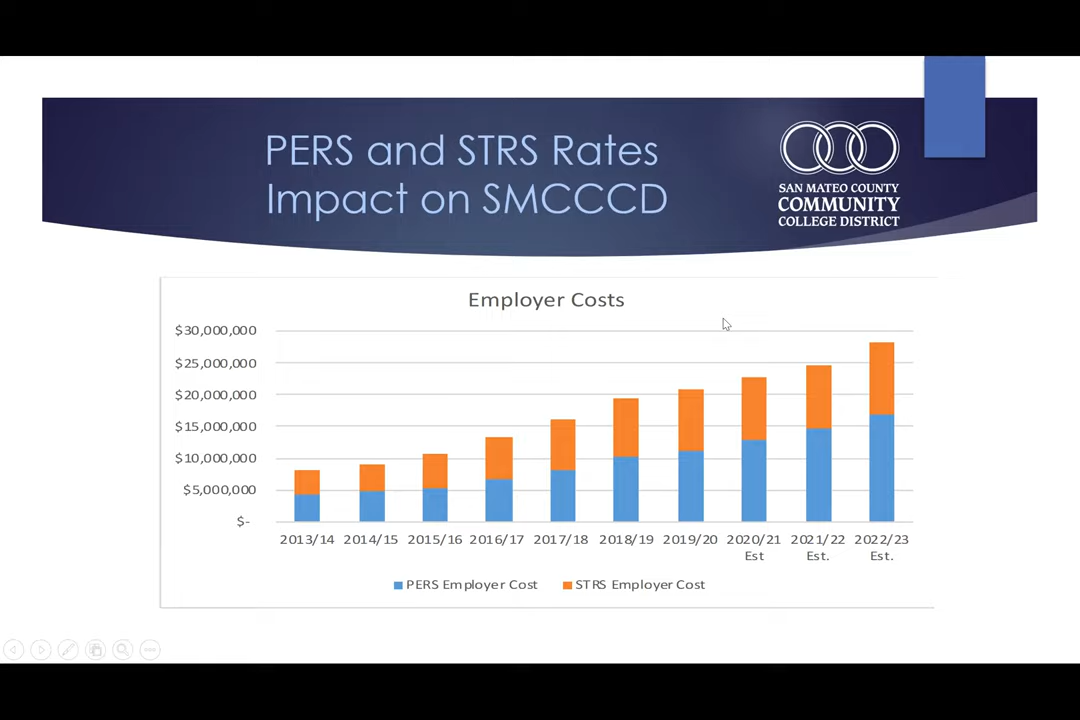 PERS and STRS Rates
Impact on SMCCCD
SAN MATEO COUNTY
COMMUNITY
COLLEGE DISTRICT
Employer Costs
$30,000,000
$25,000,000
$20,000,000
$15,000,000
$10,000,000
$5,000,000
$-
2013/14 2014/15 2015/16 2016/17 2017/18 2018/19 2019/20 2020/21 2021/22 2022/23
Est Est. Est.
PERS Employer Cost STRS Employer Cost